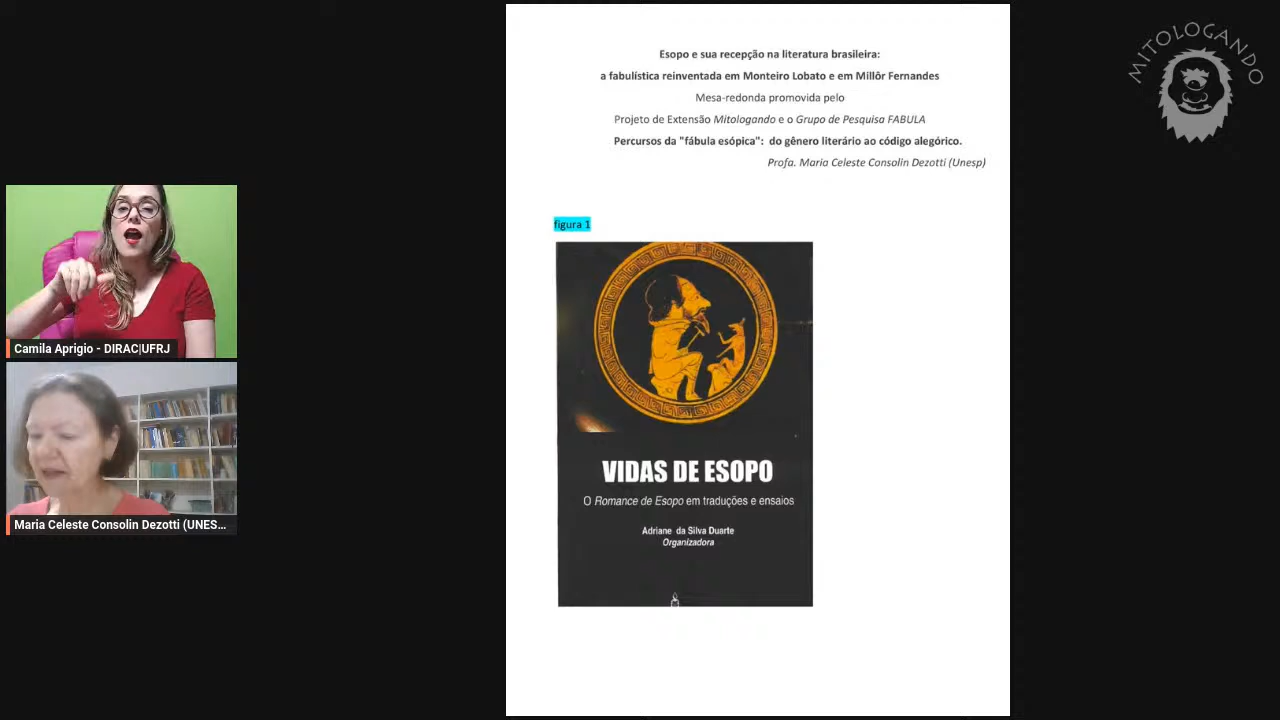 Esopo e sua recepção na literatura brasileira:
a fabulística reinventada em Monteiro Lobato e em Millôr Fernandes
Mesa-redonda promovida pelo
Projeto de Extensão Mitologando e o Grupo de Pesquisa FABULA
Percursos da "fábula esópica":  do gênero literário ao código alegórico.
Profa. Maria Celeste Consolin Dezotti (Unesp)
figura 1
VIDAS DE ESOPO
O Romance de Esopo em traduções e ensaios
Adriane da Silva Duarte
Organizadora
MITOLOGANDO
Camila Aprigio - DIRAC|UFRJ
Maria Celeste Consolin Dezotti (UNES...